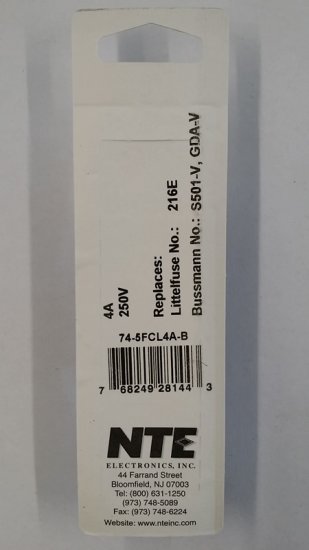 4A
250V
Replaces:
Littelfuse No.: 216E
Bussmann No.: S501-V, GDA-V
74-5FCL4A-B
7 68249 28144 3
NTE
ELECTRONICS, INC.
44 Farrand Street
Bloomfield, NJ 07003
Tel: (800) 631-1250
(973) 748-5089
Fax: (973) 748-6224
Website: www.nteinc.com